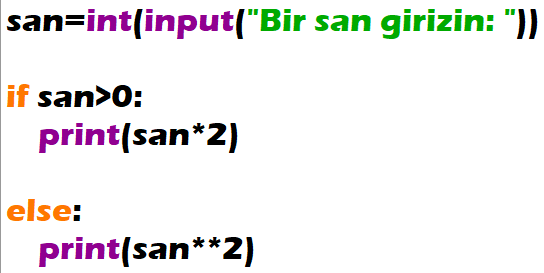 san=int(input("Bir san girizin: "))
if san>0:
    print(san*2)
else:
    print(san**2)